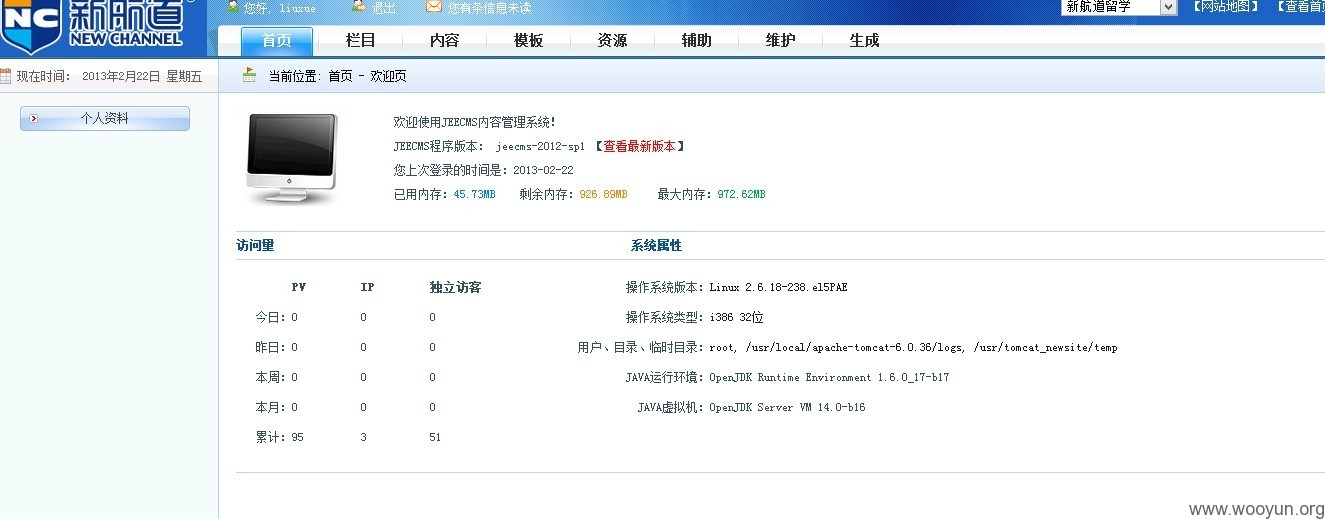 新航道 NEW CHANNEL
您好, liuxue 退出 您有条信息未读 新航道留学 【网站地图】 【查看首页
首页 栏目 内容 模板 资源 辅助 维护 生成
现在时间: 2013年2月22日 星期五
当前位置: 首页 - 欢迎页
个人资料
欢迎使用JEECMS内容管理系统!
JEECMS程序版本: jeecms-2012-sp1 【查看最新版本】
您上次登录的时间是: 2013-02-22
已用内存: 45.73MB 剩余内存: 926.89MB 最大内存: 972.62MB
访问量 系统属性
PV IP 独立访客
操作系统版本: Linux 2.6.18-238.el5PAE
今日: 0 0 0
操作系统类型: i386 32位
昨日: 0 0 0
用户、目录、临时目录: root, /usr/local/apache-tomcat-6.0.36/logs, /usr/tomcat_newsite/temp
本周: 0 0 0
JAVA运行环境: OpenJDK Runtime Environment 1.6.0_17-b17
本月: 0 0 0
JAVA虚拟机: OpenJDK Server VM 14.0-b16
累计: 95 3 51
www.wooyun.org